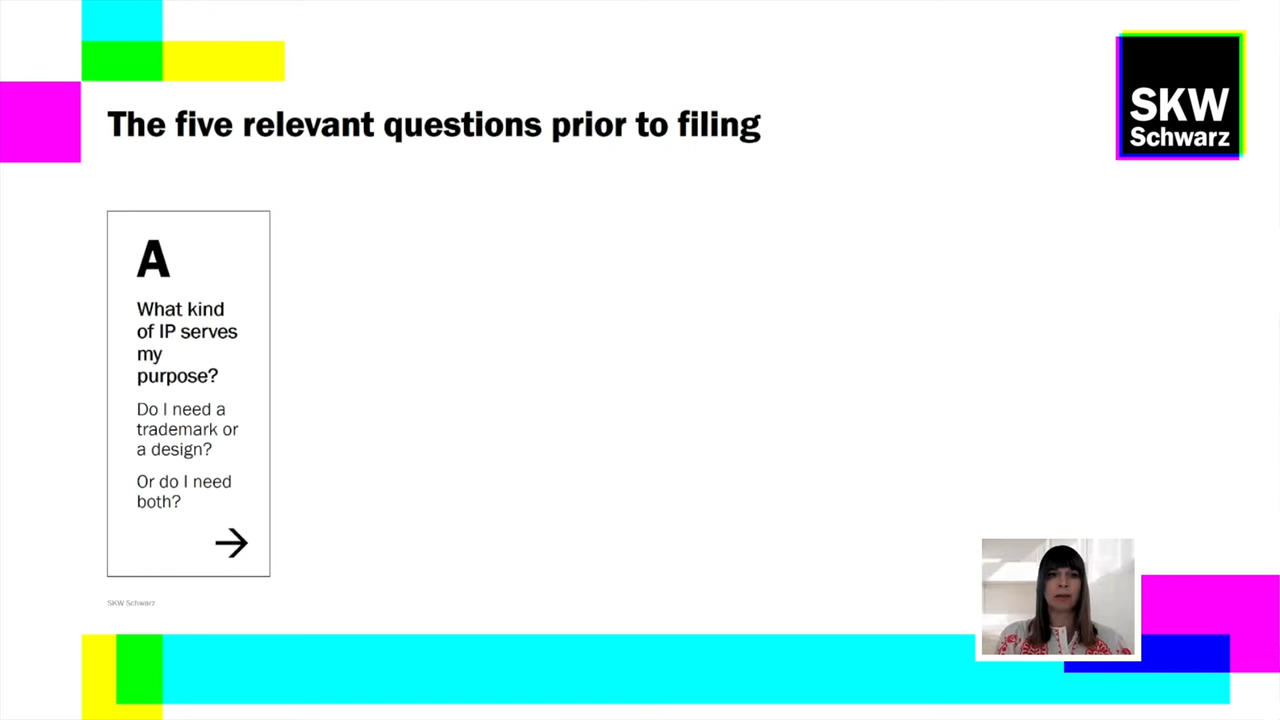 The five relevant questions prior to filing
SKW
Schwarz
A
What kind
of IP serves
my
purpose?
Do I need a
trademark or
a design?
Or do I need
both?
SKW Schwarz